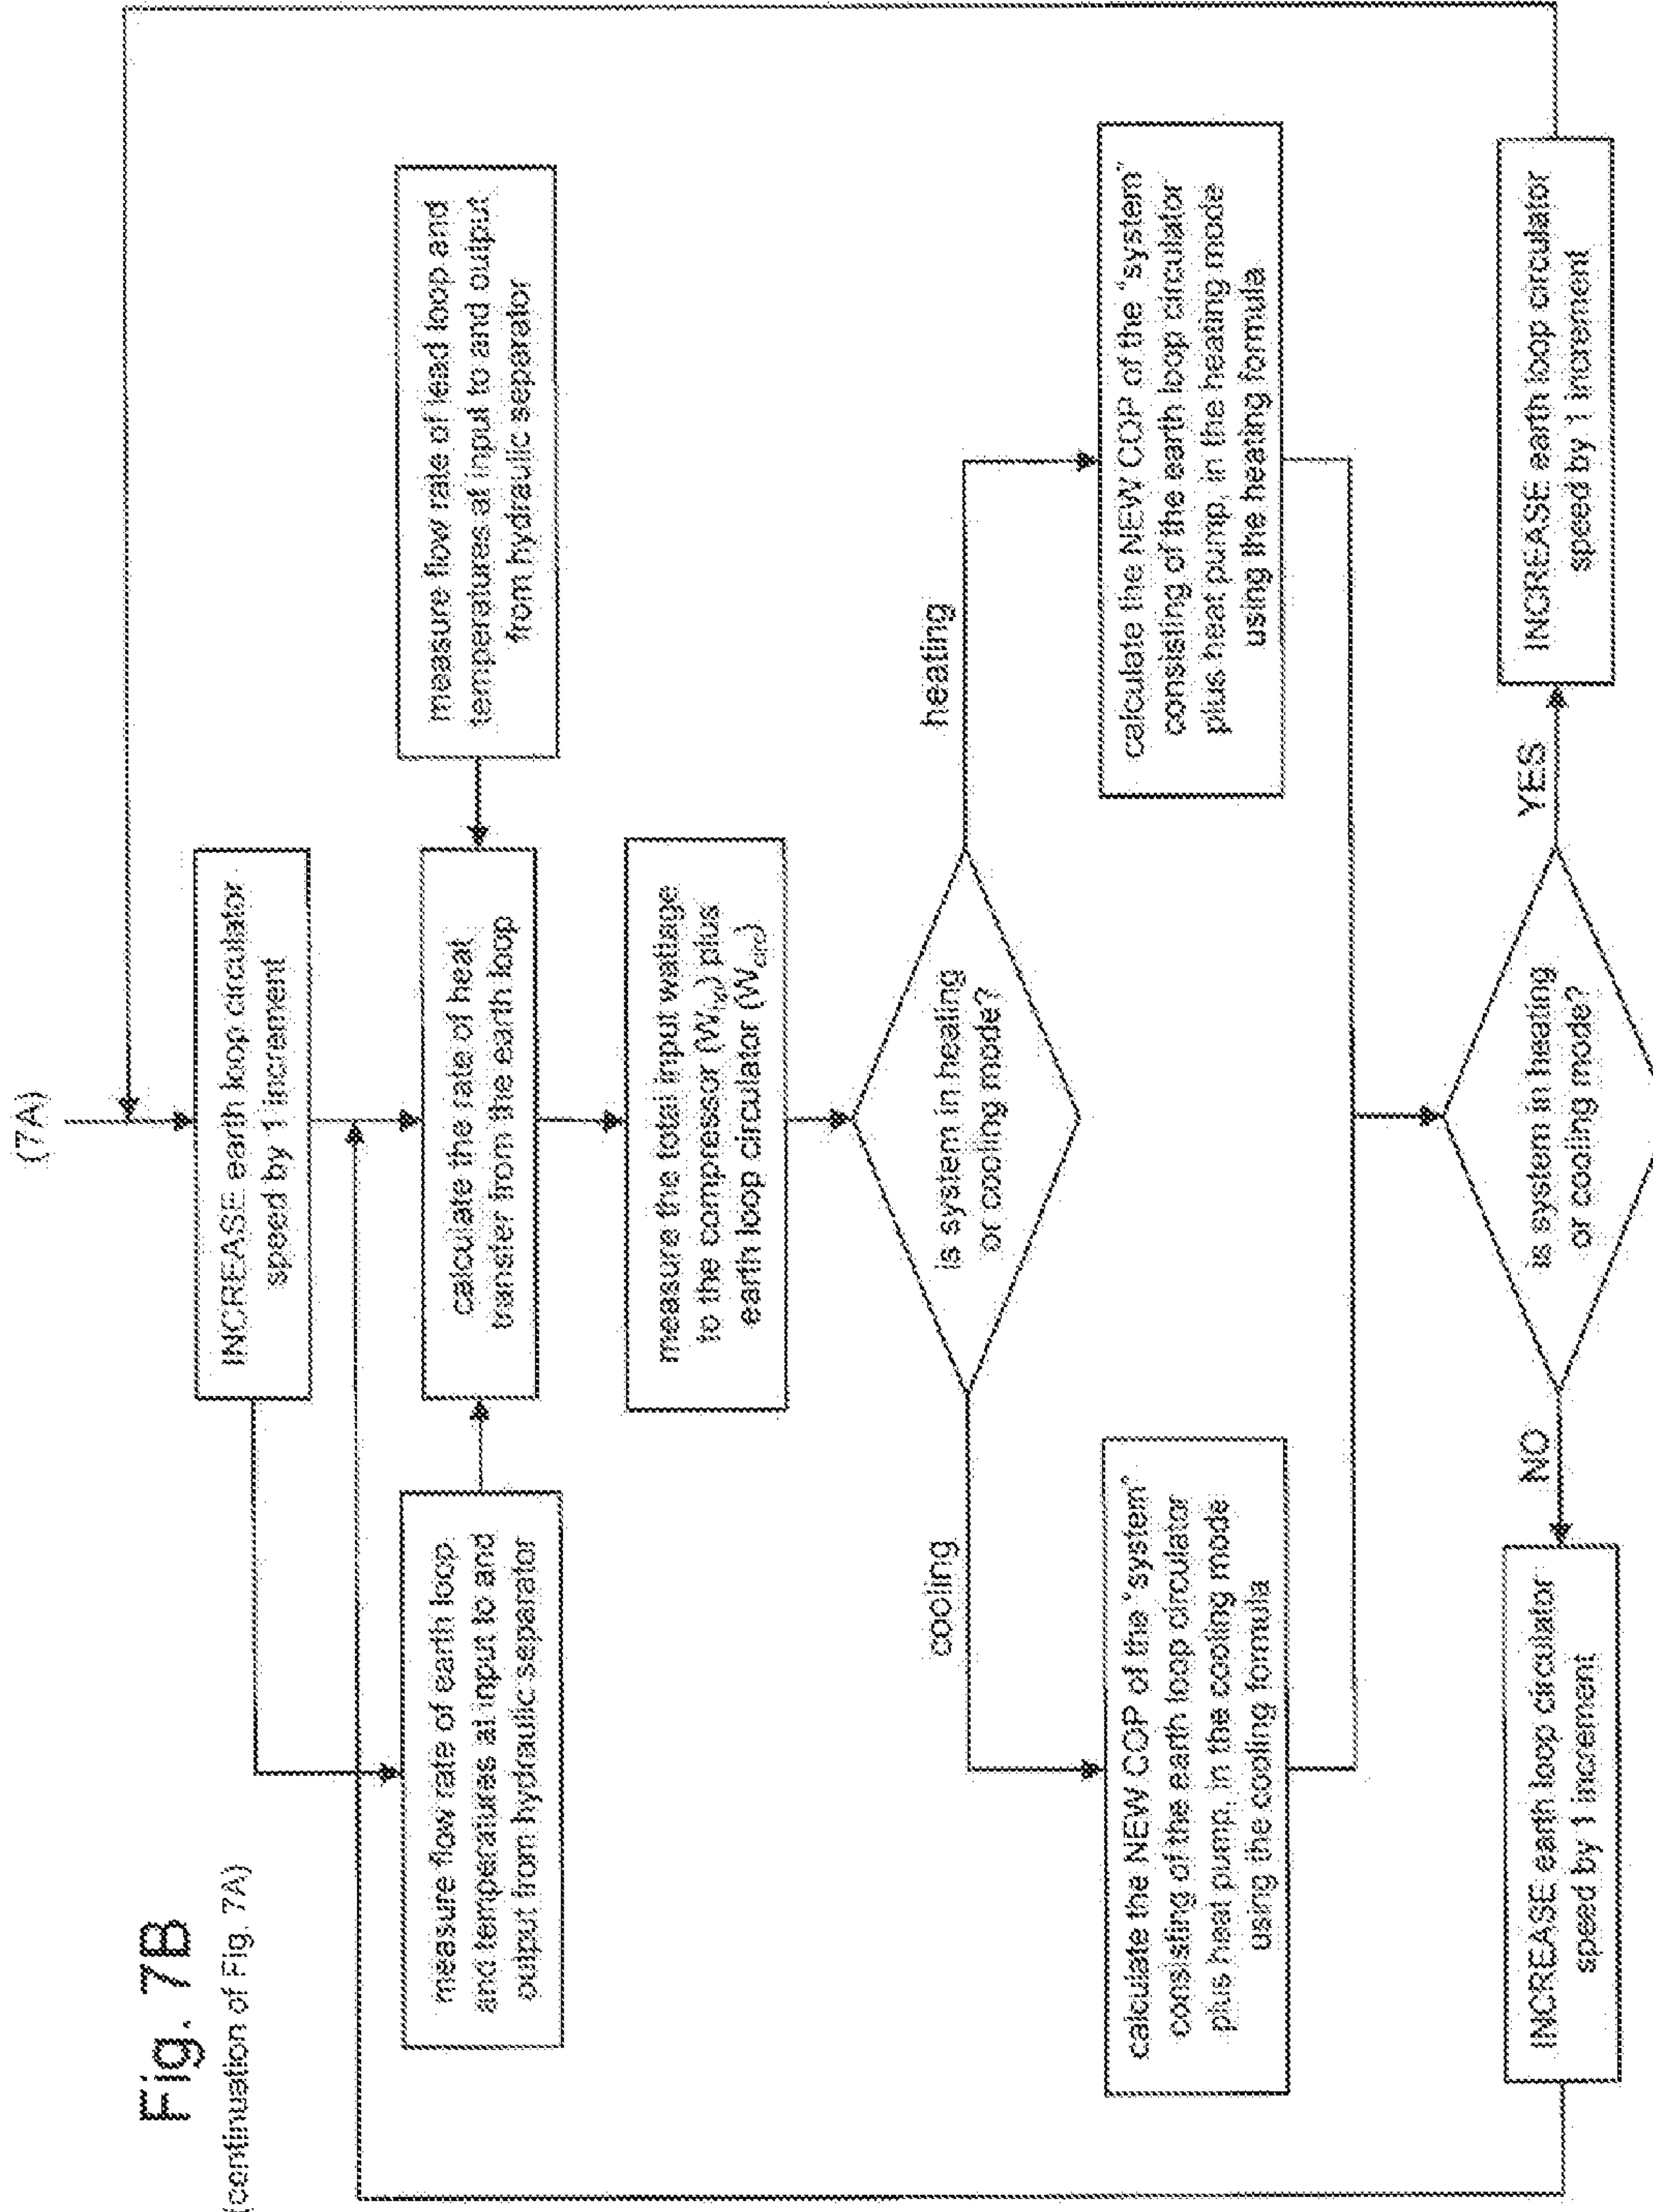 Fig. 7B
(continuation of Fig. 7A)
(7A)
INCREASE earth loop circulator
speed by 1 increment
measure flow rate of earth loop
and temperatures at input to and
output from hydraulic separator
calculate the rate of heat
transfer from the earth loop
measure flow rate of lead loop and
temperatures at input to and output
from hydraulic separator
measure the total input wattage
to the compressor (Whp) plus
earth loop circulator (Wcirc)
is system in heating
or cooling mode?
cooling
heating
calculate the NEW COP of the "system"
consisting of the earth loop circulator
plus heat pump, in the cooling mode
using the cooling formula
calculate the NEW COP of the "system"
consisting of the earth loop circulator
plus heat pump, in the heating mode
using the heating formula
is system in heating
or cooling mode?
NO
YES
INCREASE earth loop circulator
speed by 1 increment
INCREASE earth loop circulator
speed by 1 increment